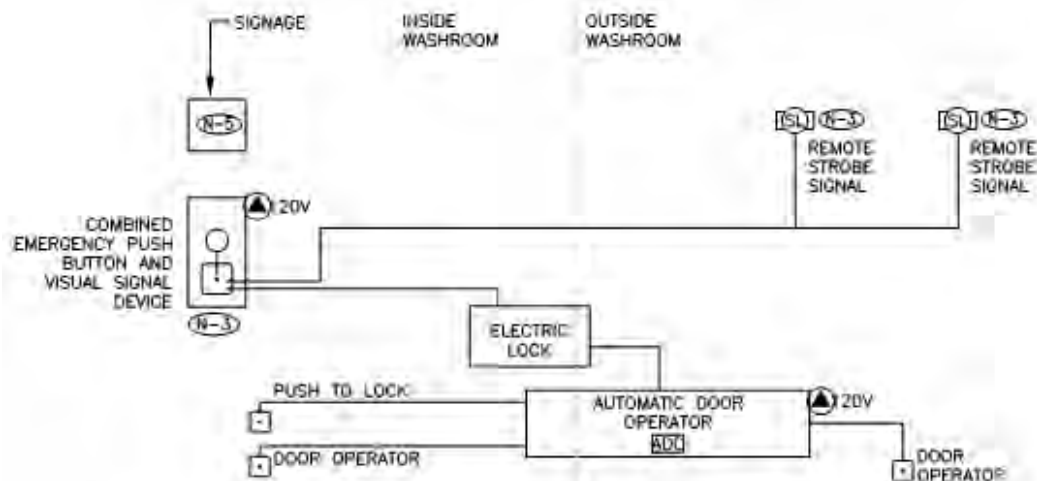 SIGNAGE
INSIDE
WASHROOM
OUTSIDE
WASHROOM
N-5
(SL) N-3
REMOTE
STROBE
SIGNAL
(SL) N-3
REMOTE
STROBE
SIGNAL
120V
COMBINED
EMERGENCY PUSH
BUTTON AND
VISUAL SIGNAL
DEVICE
N-3
ELECTRIC
LOCK
PUSH TO LOCK
AUTOMATIC DOOR
OPERATOR
ADO
120V
DOOR OPERATOR
DOOR
OPERATOR